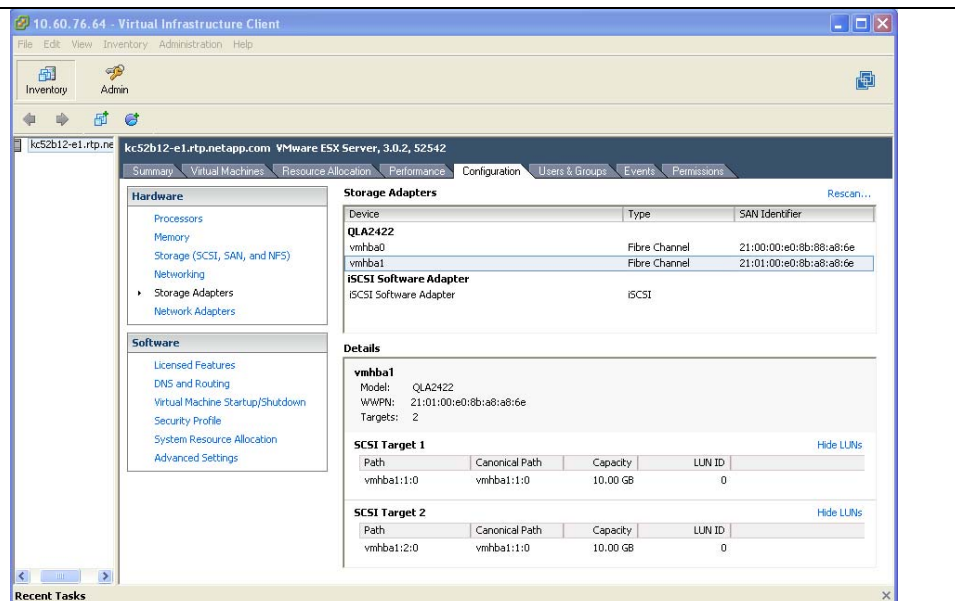 10.60.76.64 - Virtual Infrastructure Client
File Edit View Inventory Administration Help
Inventory Admin
kc52b12-e1.rtp.ne
kc52b12-e1.rtp.netapp.com VMware ESX Server, 3.0.2, 52542
Summary Virtual Machines Resource Allocation Performance Configuration Users & Groups Events Permissions
Hardware
Processors
Memory
Storage (SCSI, SAN, and NFS)
Networking
Storage Adapters
Network Adapters
Software
Licensed Features
DNS and Routing
Virtual Machine Startup/Shutdown
Security Profile
System Resource Allocation
Advanced Settings
Storage Adapters Rescan...
Device Type SAN Identifier
QLA2422
vmhba0 Fibre Channel 21:00:00:e0:8b:88:a8:6e
vmhba1 Fibre Channel 21:01:00:e0:8b:a8:a8:6e
iSCSI Software Adapter
iSCSI Software Adapter iSCSI
Details
vmhba1
Model: QLA2422
WWPN: 21:01:00:e0:8b:a8:a8:6e
Targets: 2
SCSI Target 1 Hide LUNs
Path Canonical Path Capacity LUN ID
vmhba1:1:0 vmhba1:1:0 10.00 GB 0
SCSI Target 2 Hide LUNs
Path Canonical Path Capacity LUN ID
vmhba1:2:0 vmhba1:1:0 10.00 GB 0
Recent Tasks